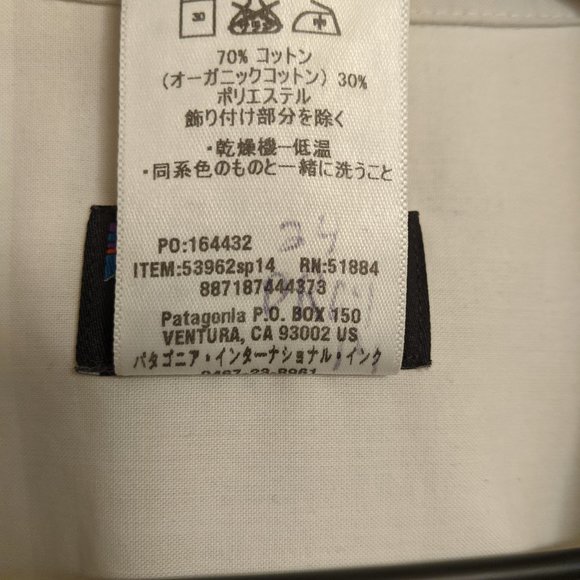 30
70% コットン
(オーガニックコットン) 30%
ポリエステル
飾り付け部分を除く
・乾燥機ー低温
・同系色のものと一緒に洗うこと
PO:164432
ITEM:53962sp14 RN:51884
887187444373
Patagonia P.O. BOX 150
VENTURA, CA 93002 US
パタゴニア・インターナショナル・インク
0467-23-8961